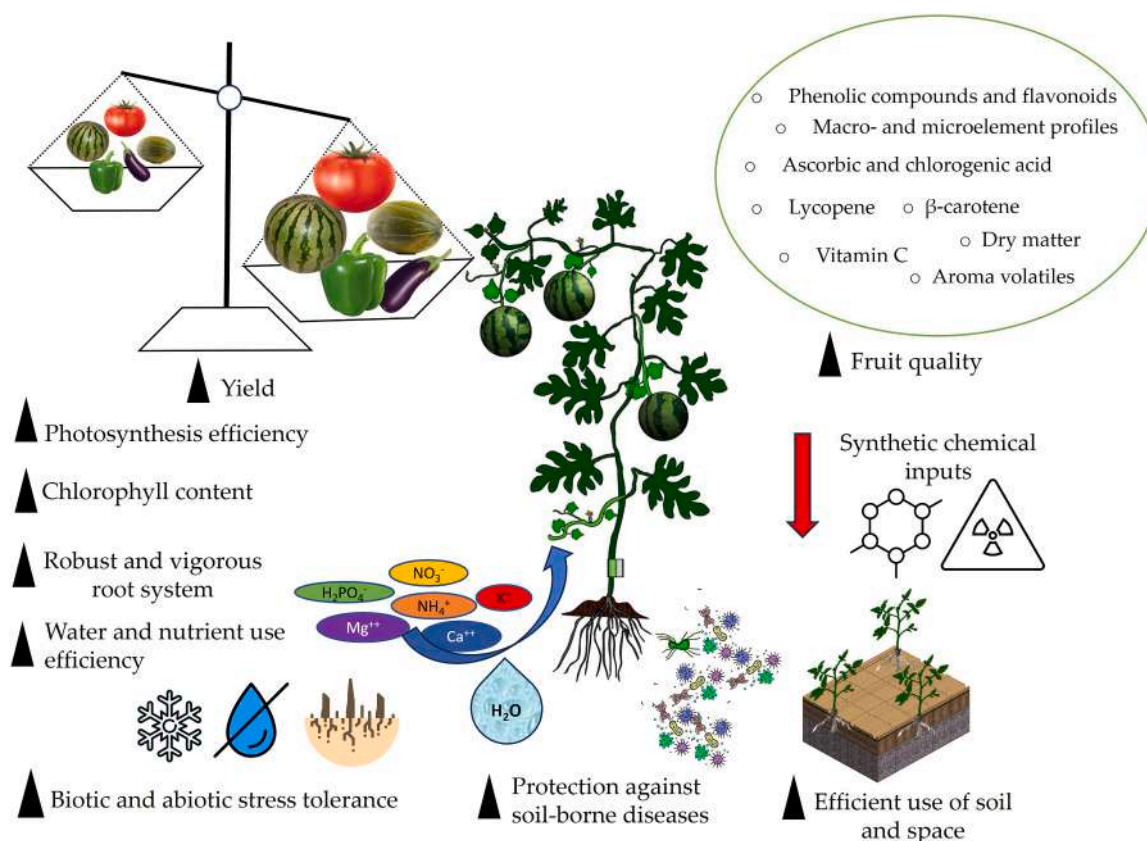 Phenolic compounds and flavonoids
Macro- and microelement profiles
Ascorbic and chlorogenic acid
Lycopene
β-carotene
Dry matter
Vitamin C
Aroma volatiles
Fruit quality
Yield
Photosynthesis efficiency
Chlorophyll content
Robust and vigorous
root system
Water and nutrient use
efficiency
Synthetic chemical
inputs
NO₃⁻
H₂PO₄⁻
NH₄⁺
Mg⁺⁺
Ca⁺⁺
H₂O
Biotic and abiotic stress tolerance
Protection against
soil-borne diseases
Efficient use of soil
and space